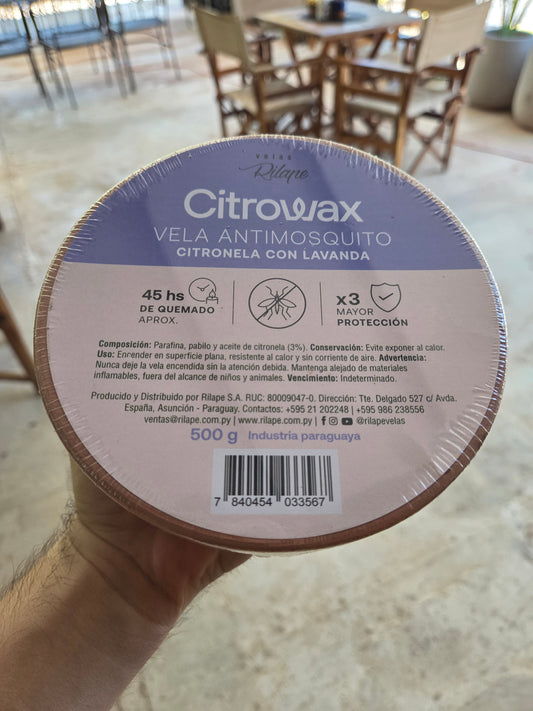 velas
Rilape
Citrowax
VELA ANTIMOSQUITO
CITRONELA CON LAVANDA
45 hs
DE QUEMADO
APROX.
x3
MAYOR
PROTECCIÓN
Composición: Parafina, pabilo y aceite de citronela (3%). Conservación: Evite exponer al calor.
Uso: Encender en superficie plana, resistente al calor y sin corriente de aire. Advertencia:
Nunca deje la vela encendida sin la atención debida. Mantenga alejado de materiales
inflamables, fuera del alcance de niños y animales. Vencimiento: Indeterminado.
Producido y Distribuido por Rilape S.A. RUC: 80009047-0. Dirección: Tte. Delgado 527 c/ Avda.
España, Asunción - Paraguay. Contactos: +595 21 202248 | +595 986 238556
ventas@rilape.com.py | www.rilape.com.py | @rilapevelas
500 g Industria paraguaya
7 840454 033567